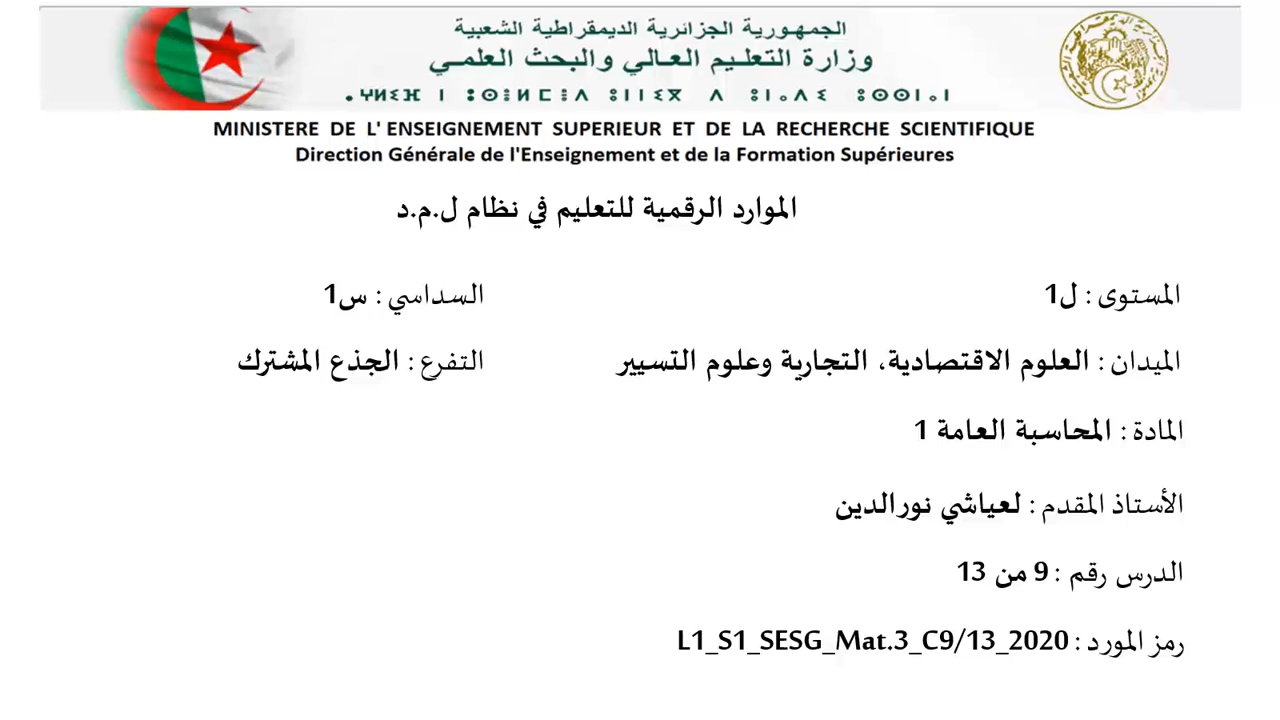 الجمهورية الجزائرية الديمقراطية الشعبية
وزارة التعليم العالي والبحث العلمي
MINISTERE DE L' ENSEIGNEMENT SUPERIEUR ET DE LA RECHERCHE SCIENTIFIQUE
Direction Générale de l'Enseignement et de la Formation Supérieures
الموارد الرقمية للتعليم في نظام ل.م.د
المستوى : ل1
السداسي : س1
الميدان : العلوم الاقتصادية، التجارية وعلوم التسيير
التفرع : الجذع المشترك
المادة : المحاسبة العامة 1
الأستاذ المقدم : لعياشي نورالدين
الدرس رقم : 9 من 13
رمز المورد : L1_S1_SESG_Mat.3_C9/13_2020